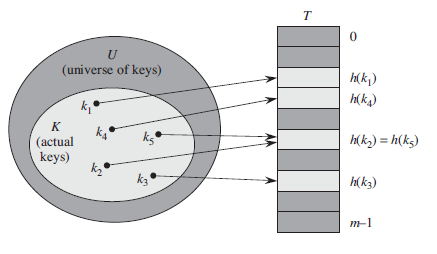 T
U
(universe of keys)
K
(actual
keys)
k₁
k₄
k₅
k₂
k₃
0
h(k₁)
h(k₄)
h(k₂) = h(k₅)
h(k₃)
m–1